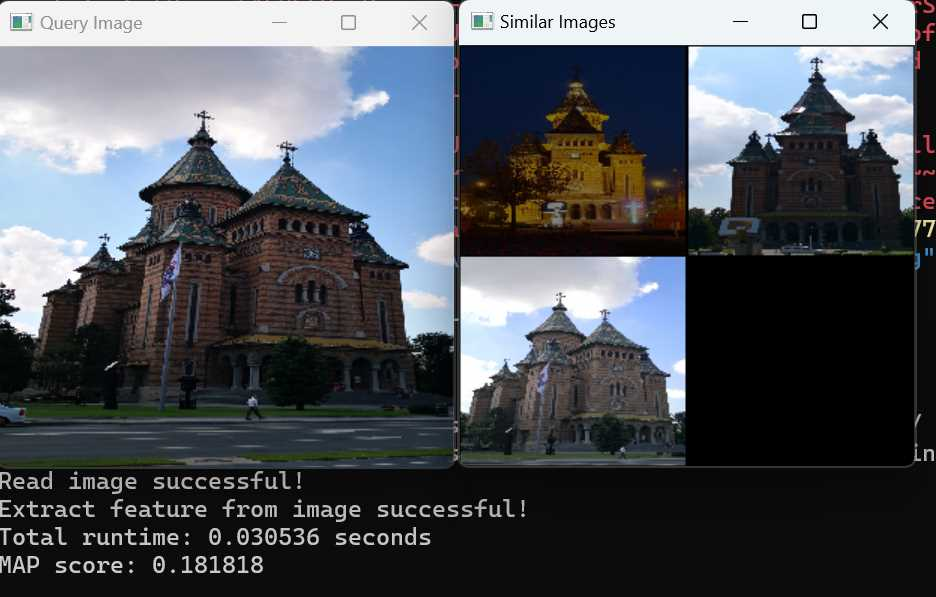 Query Image
Similar Images
Read image successful!
Extract feature from image successful!
Total runtime: 0.030536 seconds
MAP score: 0.181818